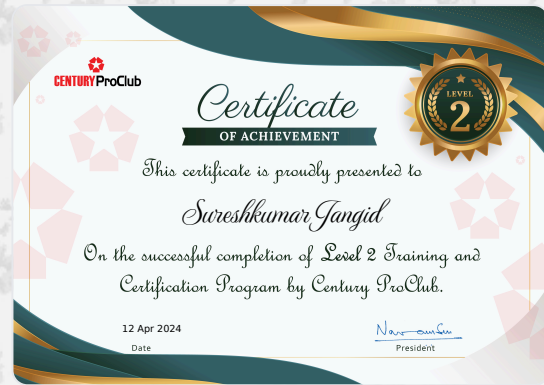 CENTURY ProClub
Certificate
OF ACHIEVEMENT
LEVEL
2
This certificate is proudly presented to
Sureshkumar Jangid
On the successful completion of Level 2 Training and
Certification Program by Century ProClub.
12 Apr 2024
Date
President